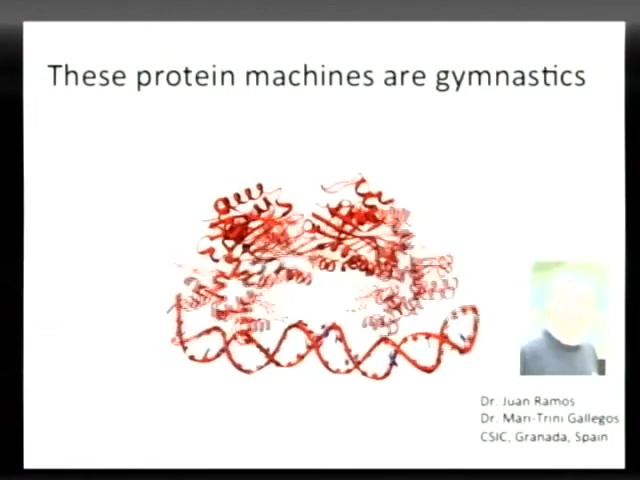 These protein machines are gymnastics
Dr. Juan Ramos
Dr. Mari-Trini Gallegos
CSIC, Granada, Spain